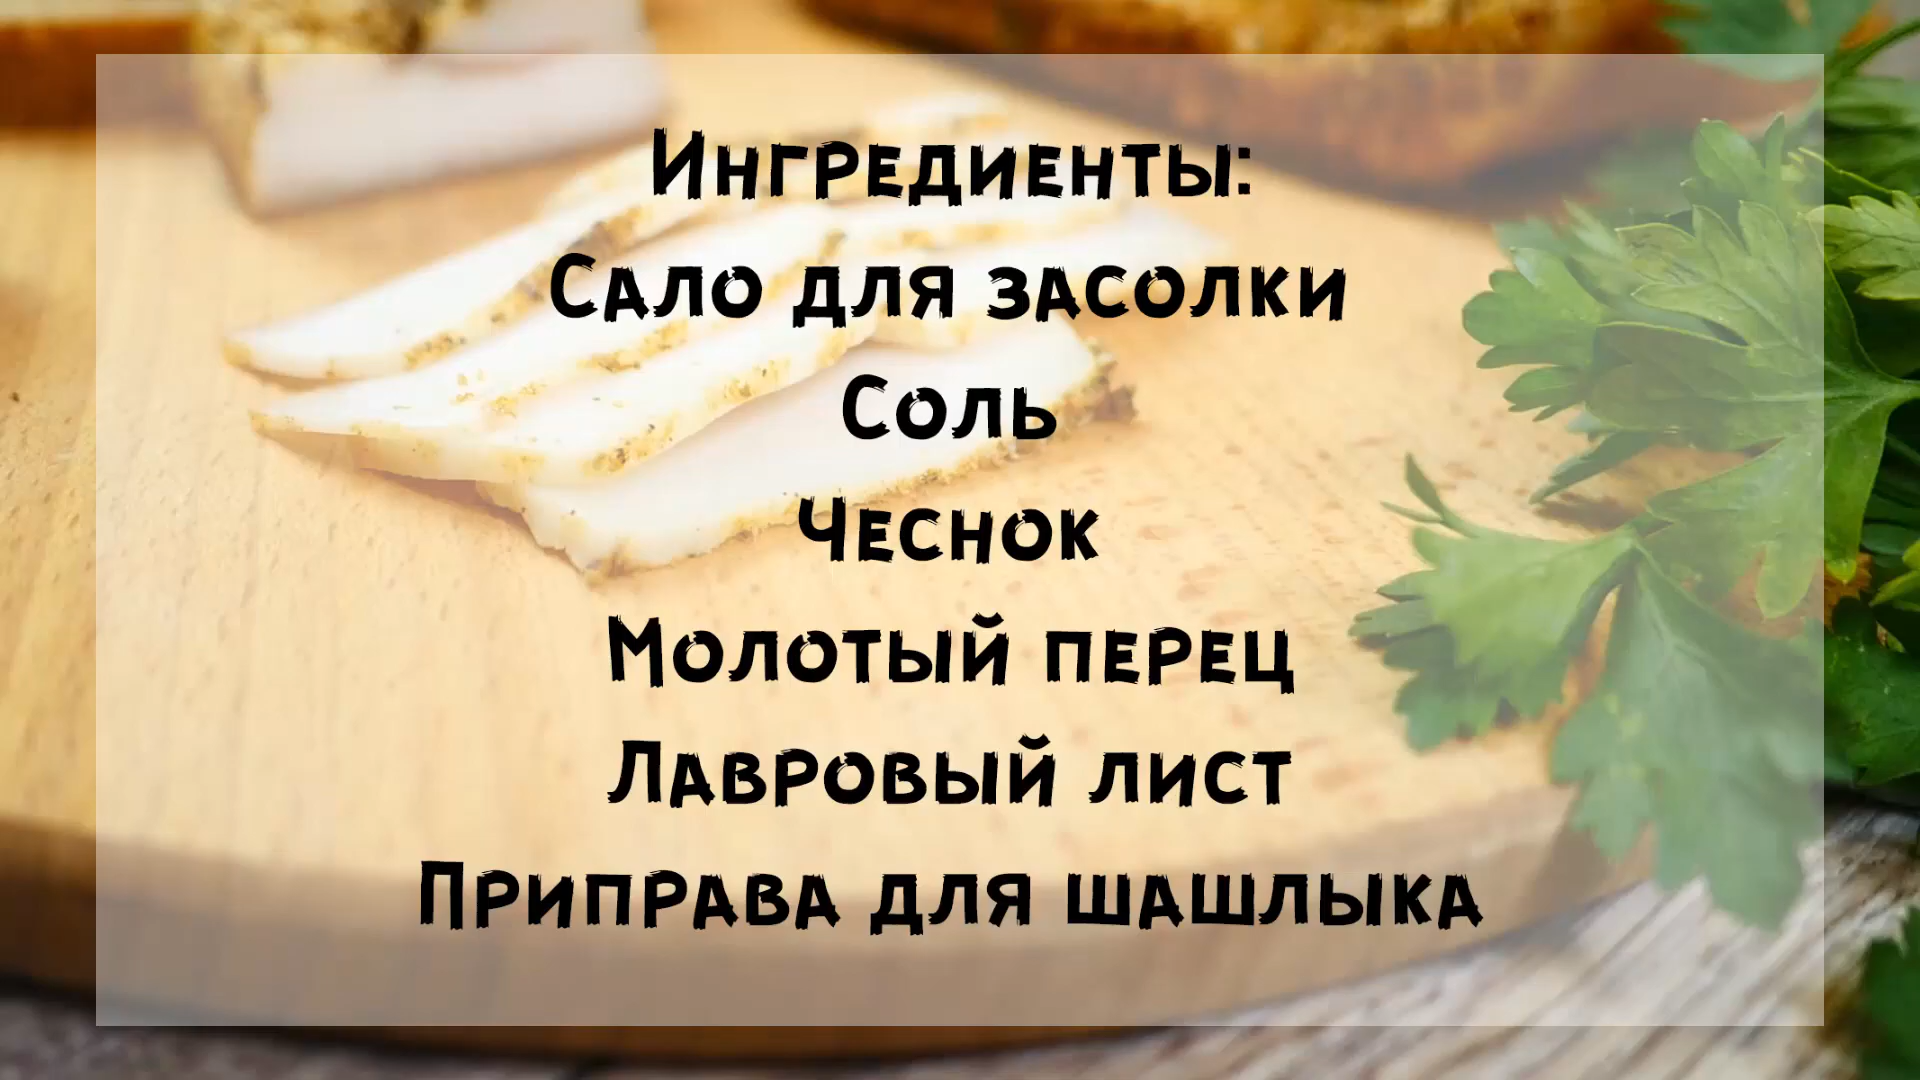 Ингредиенты:
Сало для засолки
Соль
Чеснок
Молотый перец
Лавровый лист
Приправа для шашлыка